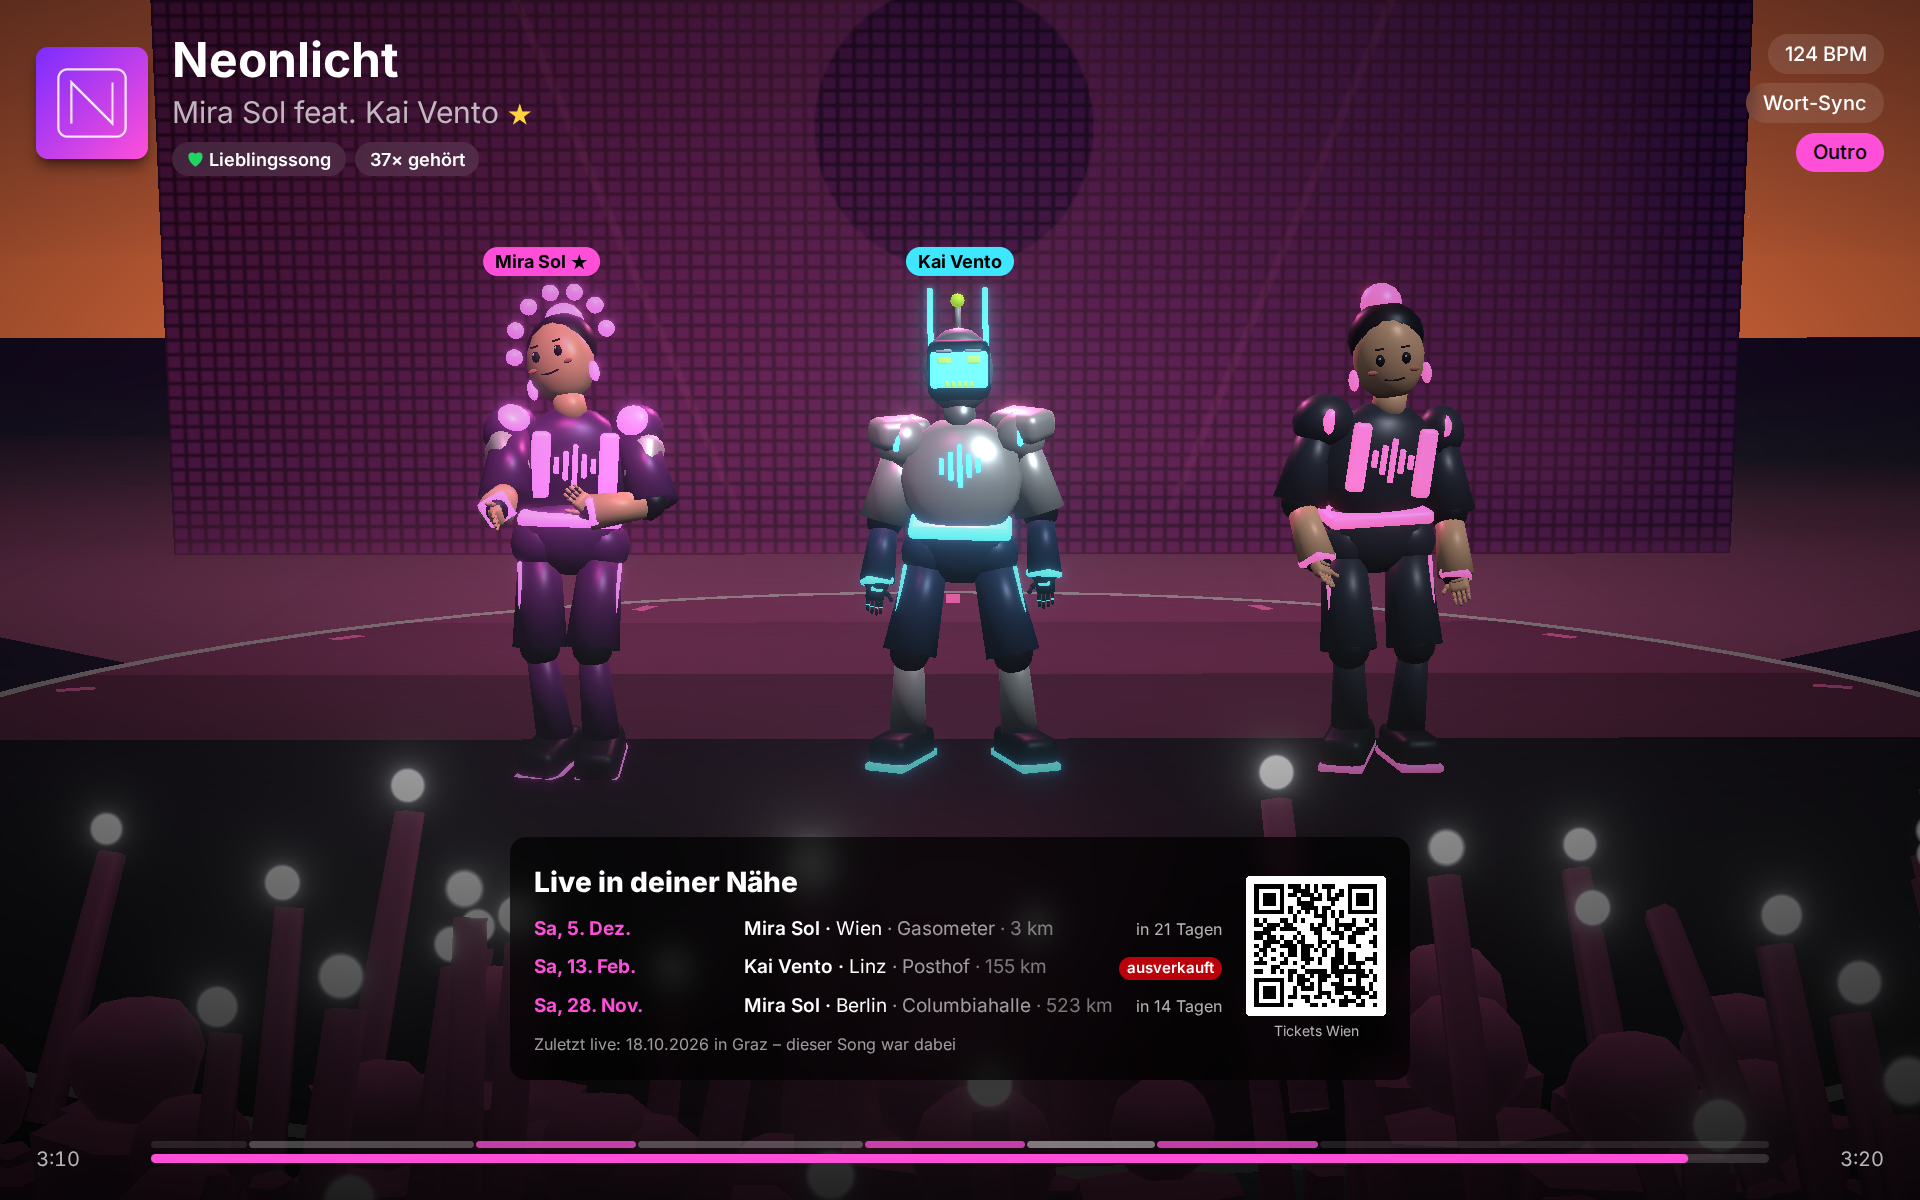 N
Neonlicht
Mira Sol feat. Kai Vento ★
Lieblingssong
37× gehört
124 BPM
Wort-Sync
Outro
Mira Sol ★
Kai Vento
Live in deiner Nähe
Sa, 5. Dez. Mira Sol · Wien · Gasometer · 3 km in 21 Tagen
Sa, 13. Feb. Kai Vento · Linz · Posthof · 155 km ausverkauft
Sa, 28. Nov. Mira Sol · Berlin · Columbiahalle · 523 km in 14 Tagen
Zuletzt live: 18.10.2026 in Graz – dieser Song war dabei
Tickets Wien
3:10
3:20